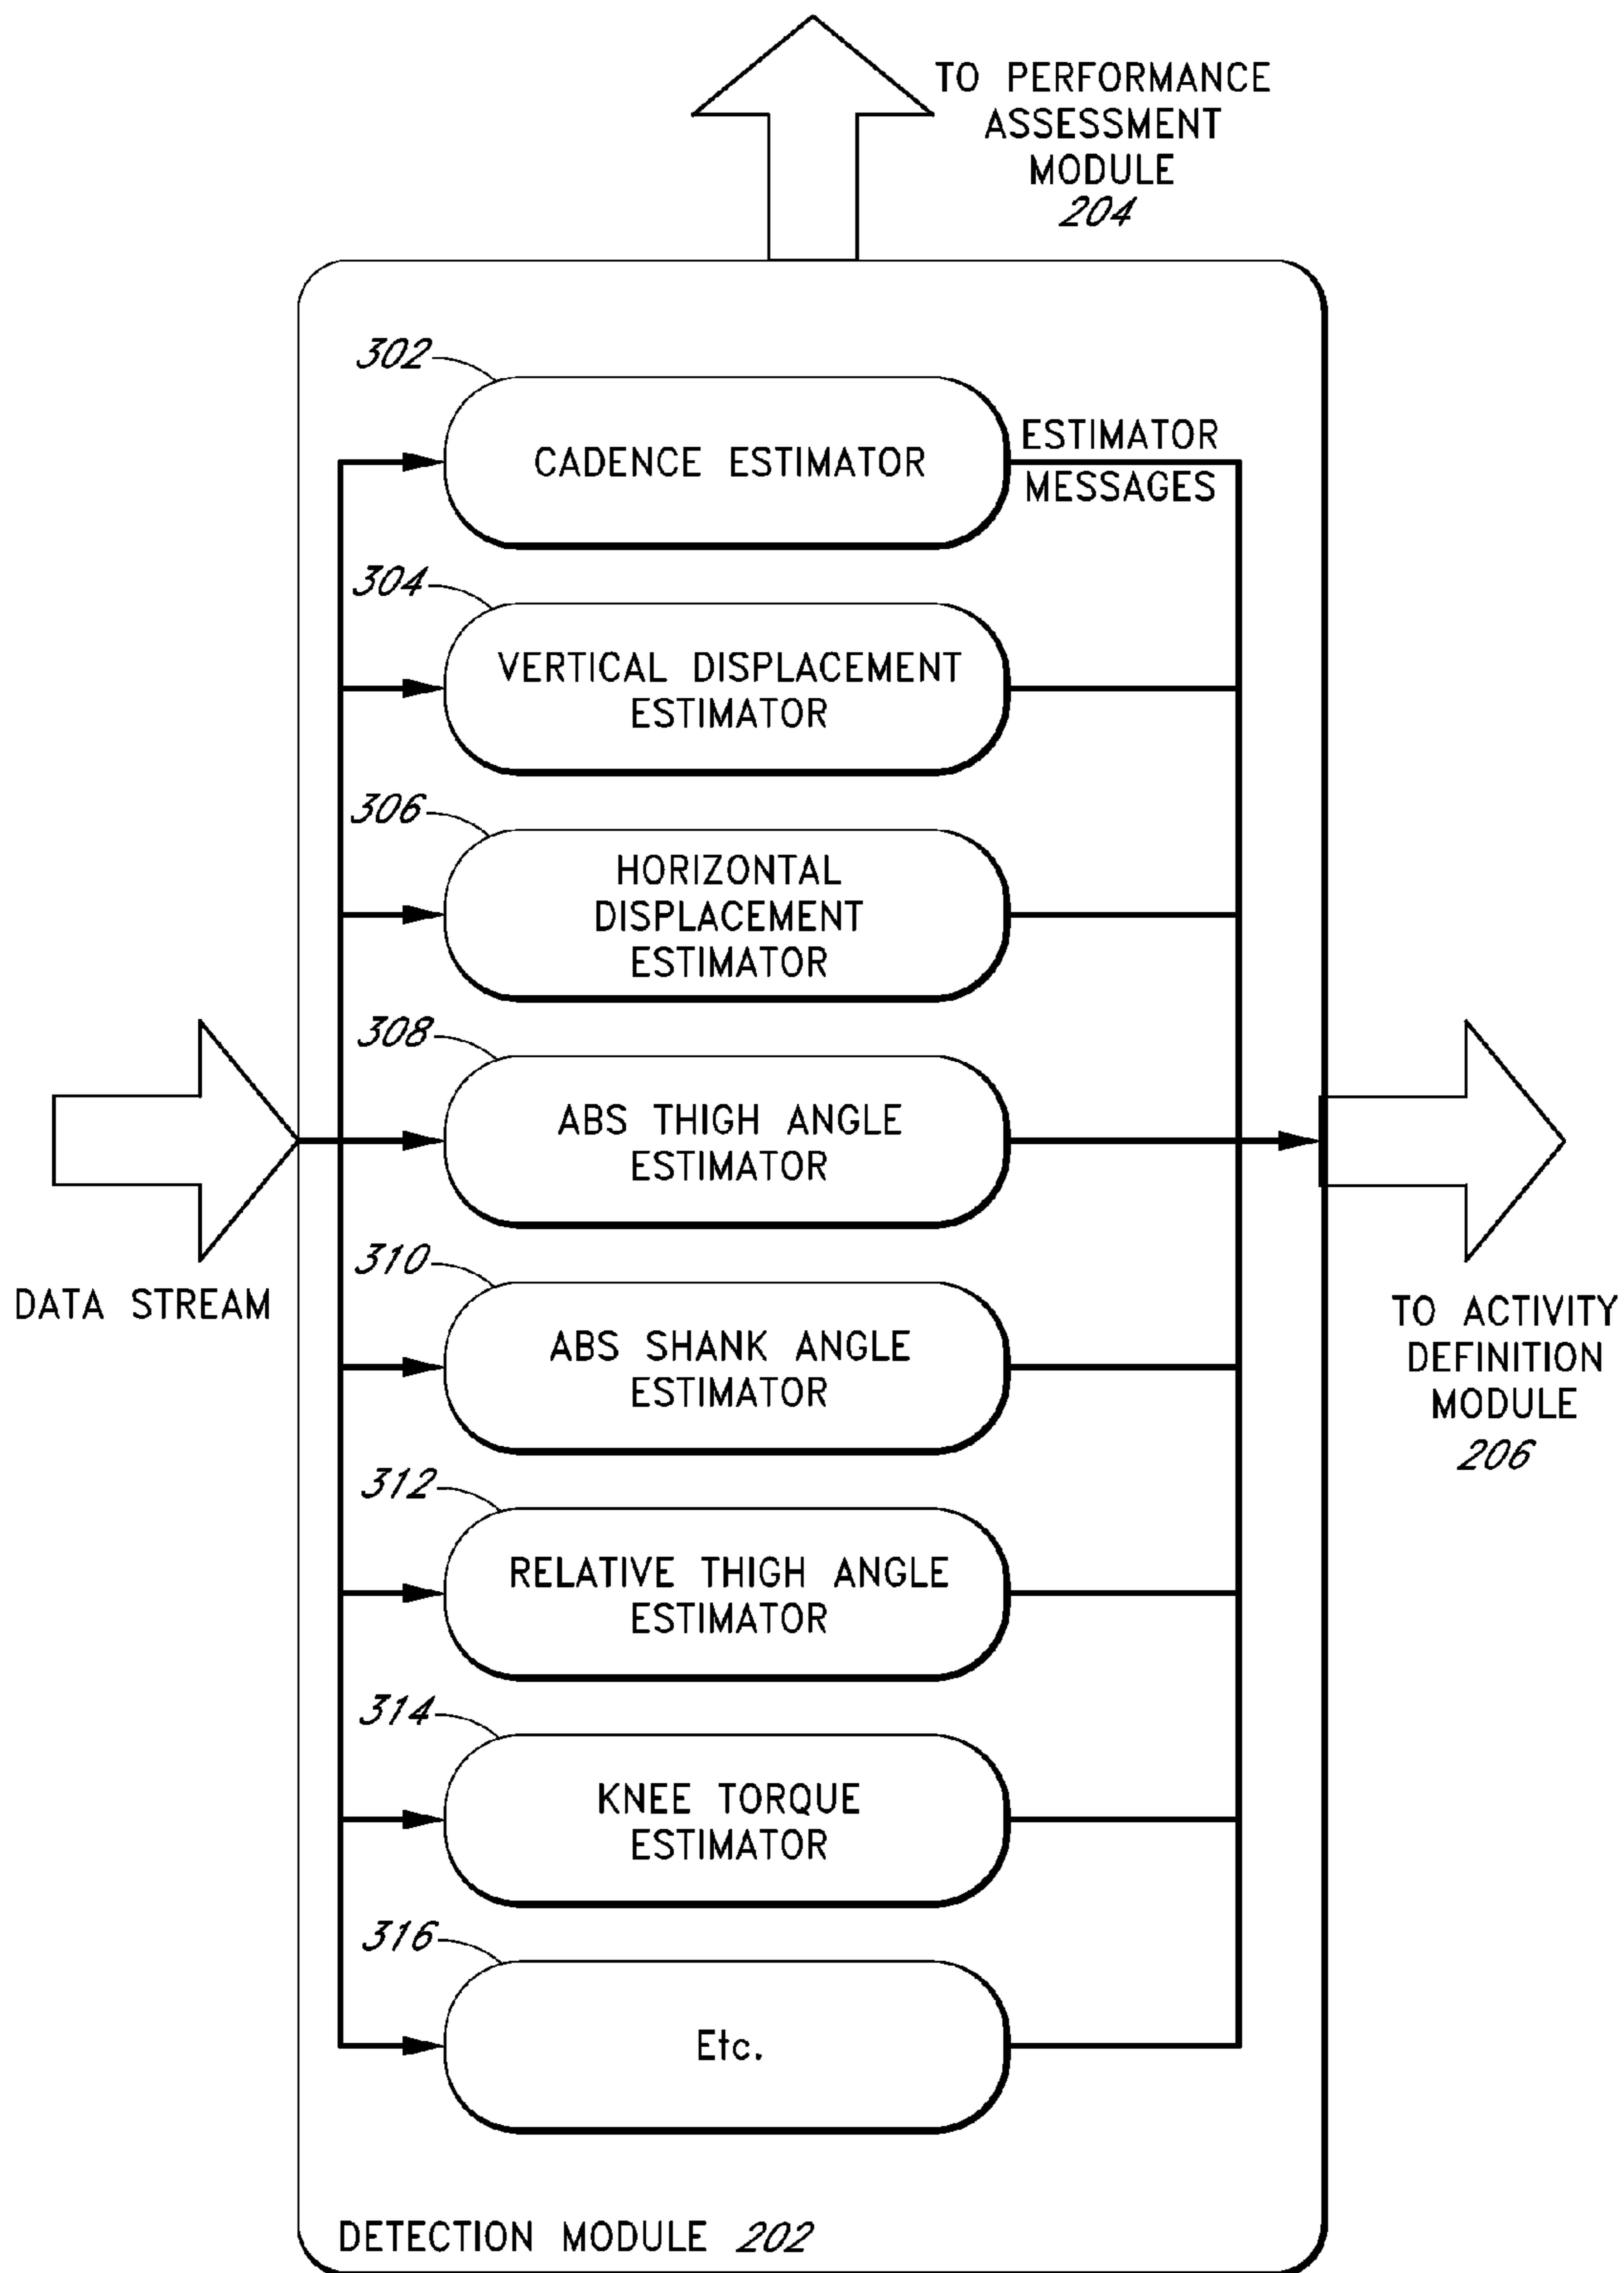 TO PERFORMANCE
ASSESSMENT
MODULE
204
302
CADENCE ESTIMATOR
ESTIMATOR
MESSAGES
304
VERTICAL DISPLACEMENT
ESTIMATOR
306
HORIZONTAL
DISPLACEMENT
ESTIMATOR
308
ABS THIGH ANGLE
ESTIMATOR
DATA STREAM
310
ABS SHANK ANGLE
ESTIMATOR
TO ACTIVITY
DEFINITION
MODULE
206
312
RELATIVE THIGH ANGLE
ESTIMATOR
314
KNEE TORQUE
ESTIMATOR
316
Etc.
DETECTION MODULE 202